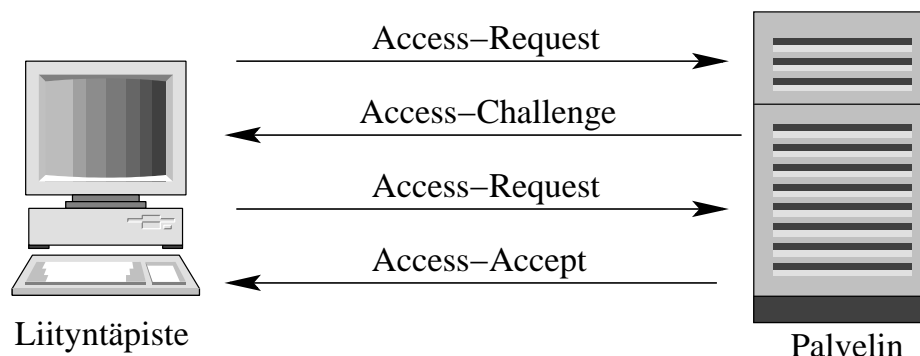 Access–Request
Access–Challenge
Access–Request
Access–Accept
Liityntäpiste
Palvelin